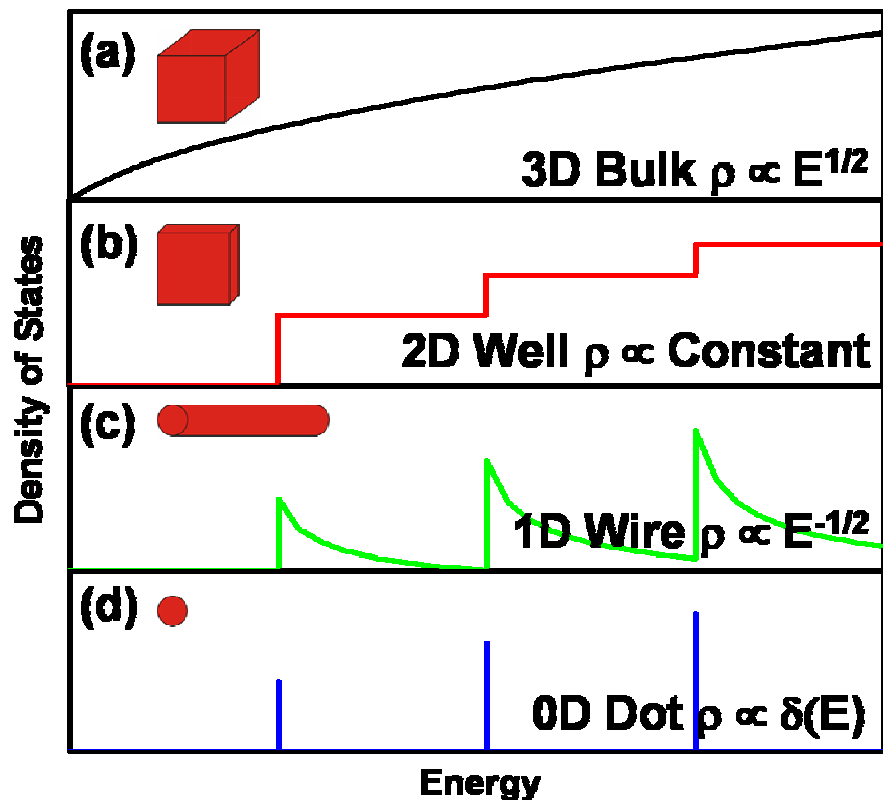 (a)
3D Bulk ρ ∝ E1/2
(b)
2D Well ρ ∝ Constant
(c)
1D Wire ρ ∝ E-1/2
(d)
0D Dot ρ ∝ δ(E)
Density of States
Energy